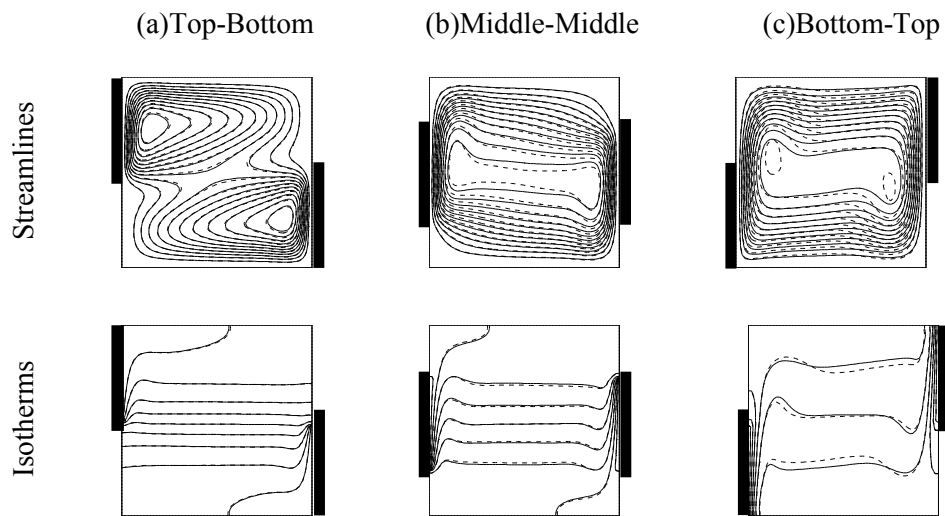 (a)Top-Bottom
(b)Middle-Middle
(c)Bottom-Top
Streamlines
Isotherms